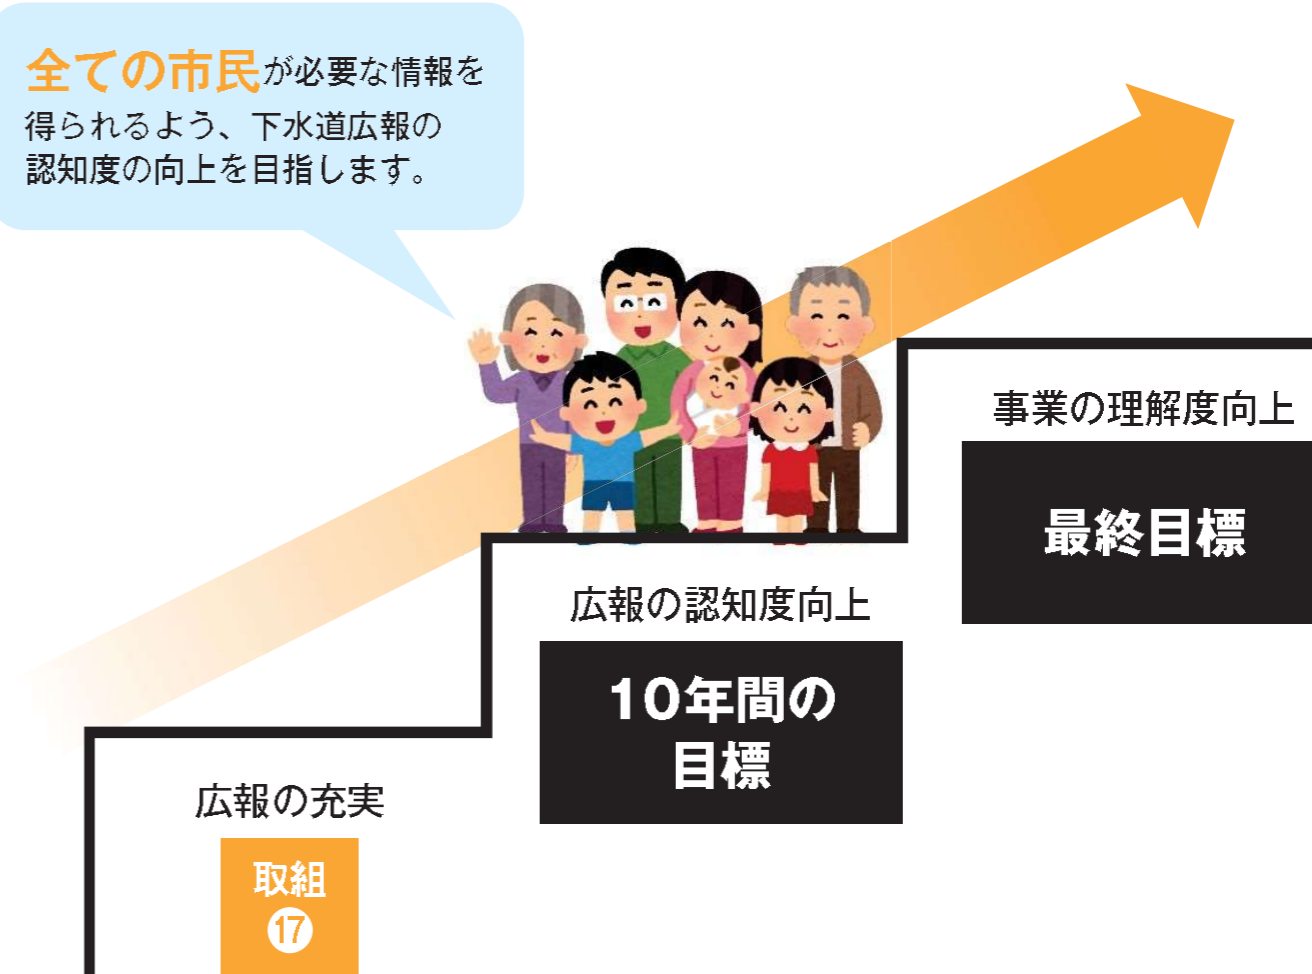 全ての市民が必要な情報を
得られるよう、下水道広報の
認知度の向上を目指します。
事業の理解度向上
最終目標
広報の認知度向上
10年間の
目標
広報の充実
取組
⓱